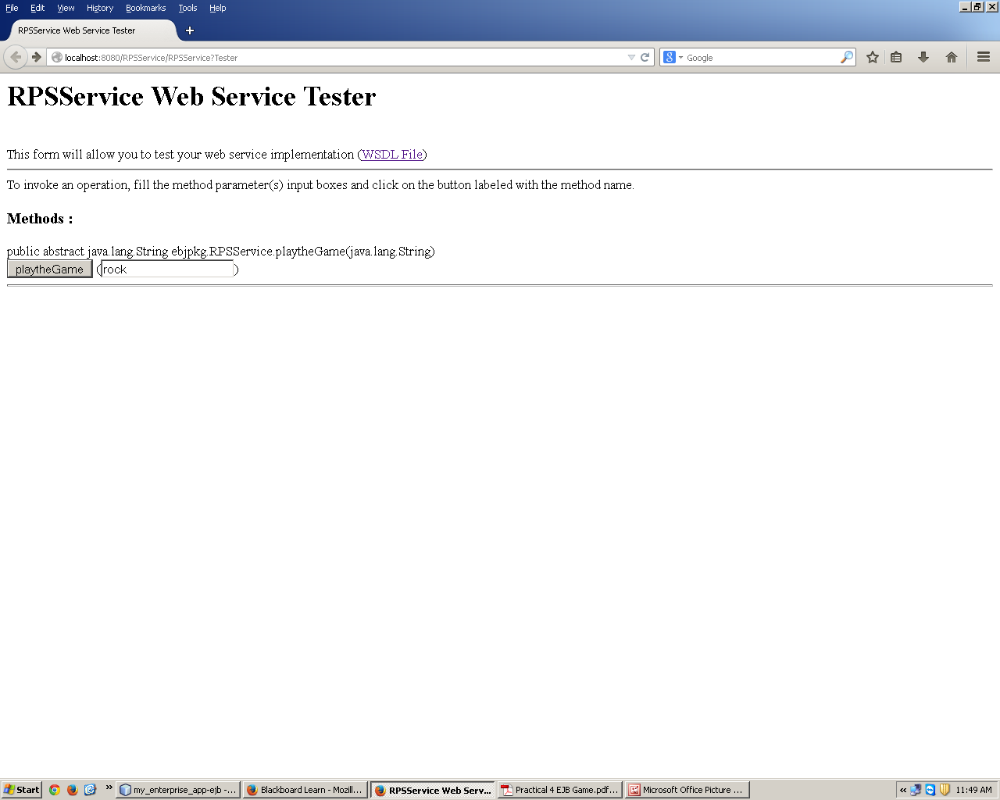 File Edit View History Bookmarks Tools Help
RPSService Web Service Tester
localhost:8080/RPSService/RPSService?Tester
Google
RPSService Web Service Tester
This form will allow you to test your web service implementation (WSDL File)
To invoke an operation, fill the method parameter(s) input boxes and click on the button labeled with the method name.
Methods :
public abstract java.lang.String ebjpkg.RPSService.playtheGame(java.lang.String)
playtheGame (rock)
Start » my_enterprise_app-ejb -... Blackboard Learn - Mozill... RPSService Web Serv... Practical 4 EJB Game.pdf... Microsoft Office Picture ... « 11:49 AM